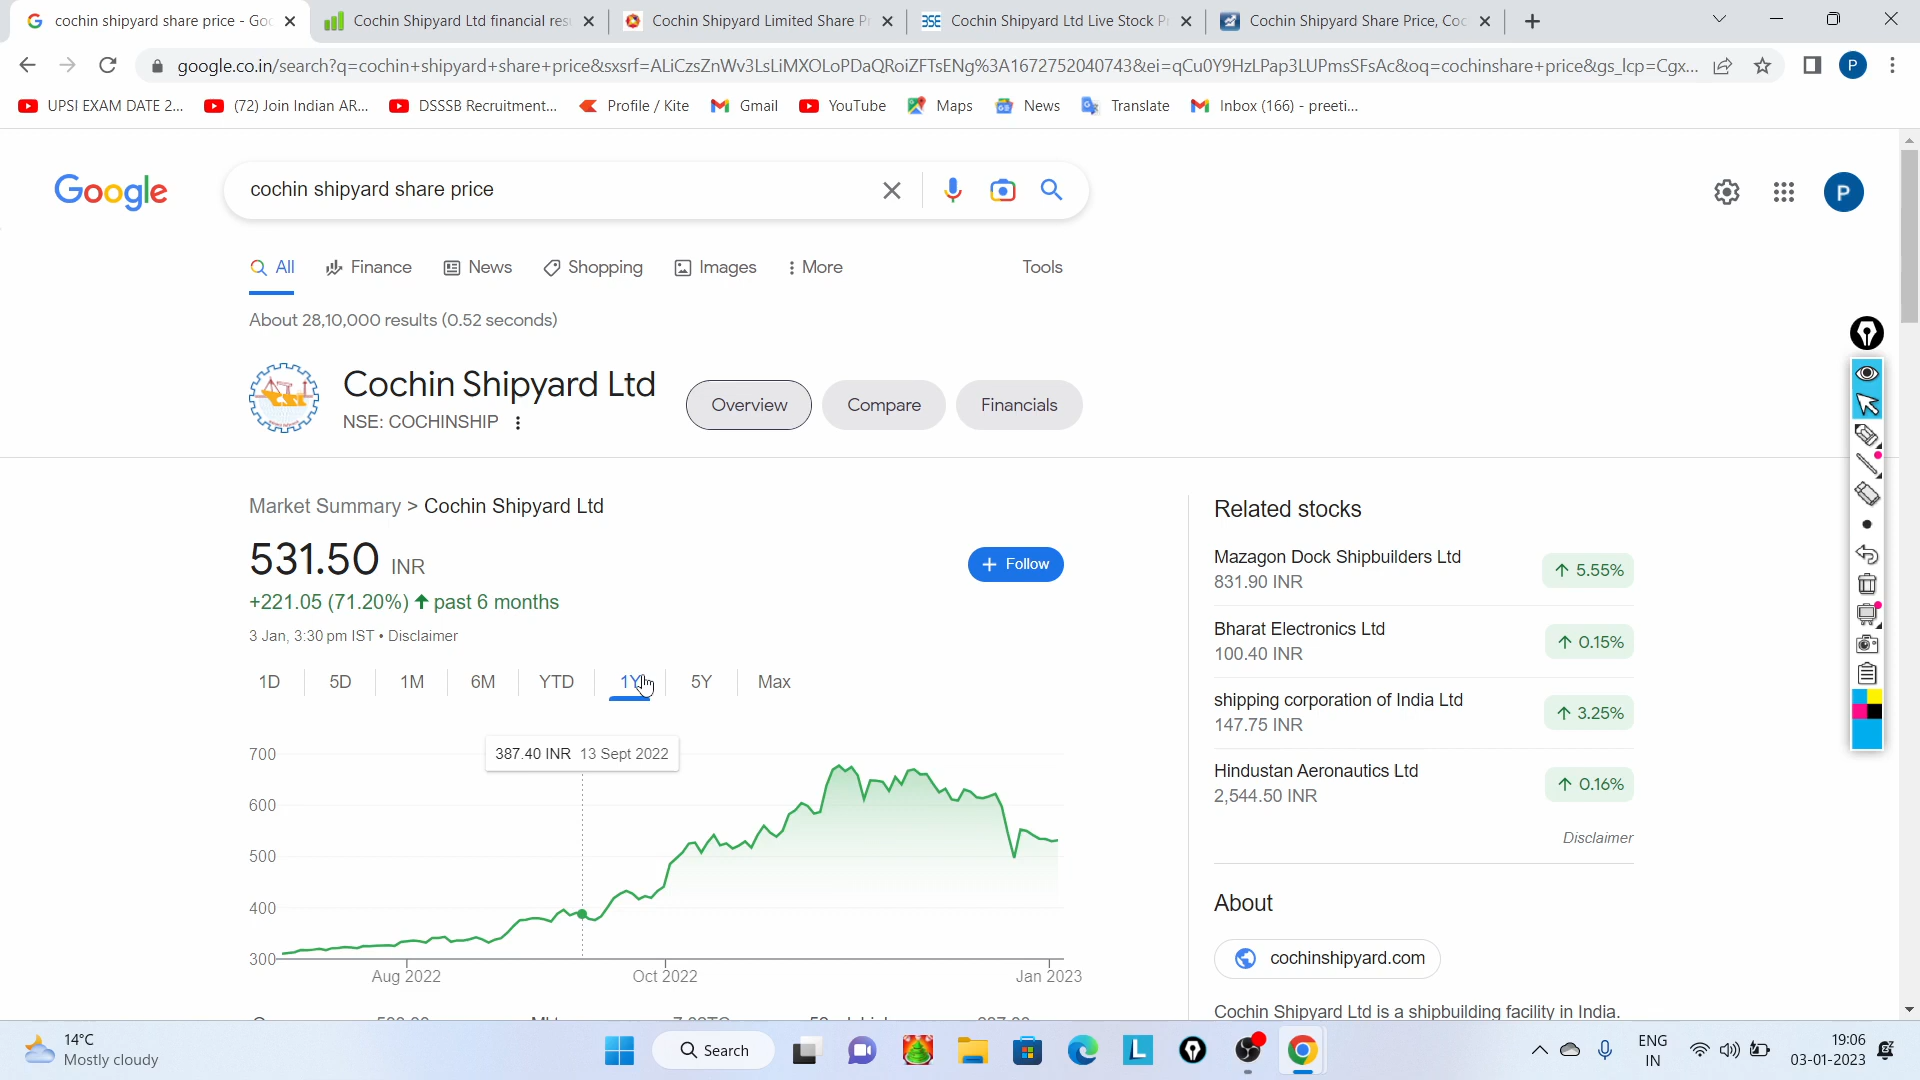 cochin shipyard share price - Goo
Cochin Shipyard Ltd financial resu
Cochin Shipyard Limited Share Pr
BSE Cochin Shipyard Ltd Live Stock Pr
Cochin Shipyard Share Price, Coc
google.co.in/search?q=cochin+shipyard+share+price&sxsrf=ALiCzsZnWv3LsLiMXOLoPDaQRoiZFTsENg%3A1672752040743&ei=qCu0Y9HzLPap3LUPmsSFsAc&oq=cochinshare+price&gs_lcp=Cgx...
P
UPSI EXAM DATE 2...
(72) Join Indian AR...
DSSSB Recruitment...
Profile / Kite
Gmail
YouTube
Maps
News
Translate
Inbox (166) - preeti...
Google
cochin shipyard share price
P
All
Finance
News
Shopping
Images
More
Tools
About 28,10,000 results (0.52 seconds)
Cochin Shipyard Ltd
NSE: COCHINSHIP
Overview
Compare
Financials
Market Summary > Cochin Shipyard Ltd
531.50 INR
+ Follow
+221.05 (71.20%) ↑ past 6 months
3 Jan, 3:30 pm IST • Disclaimer
1D
5D
1M
6M
YTD
1Y
5Y
Max
387.40 INR 13 Sept 2022
700
600
500
400
300
Aug 2022
Oct 2022
Jan 2023
Related stocks
Mazagon Dock Shipbuilders Ltd
831.90 INR
↑ 5.55%
Bharat Electronics Ltd
100.40 INR
↑ 0.15%
shipping corporation of India Ltd
147.75 INR
↑ 3.25%
Hindustan Aeronautics Ltd
2,544.50 INR
↑ 0.16%
Disclaimer
About
cochinshipyard.com
Cochin Shipyard Ltd is a shipbuilding facility in India.
14°C
Mostly cloudy
Search
L
ENG
IN
19:06
03-01-2023